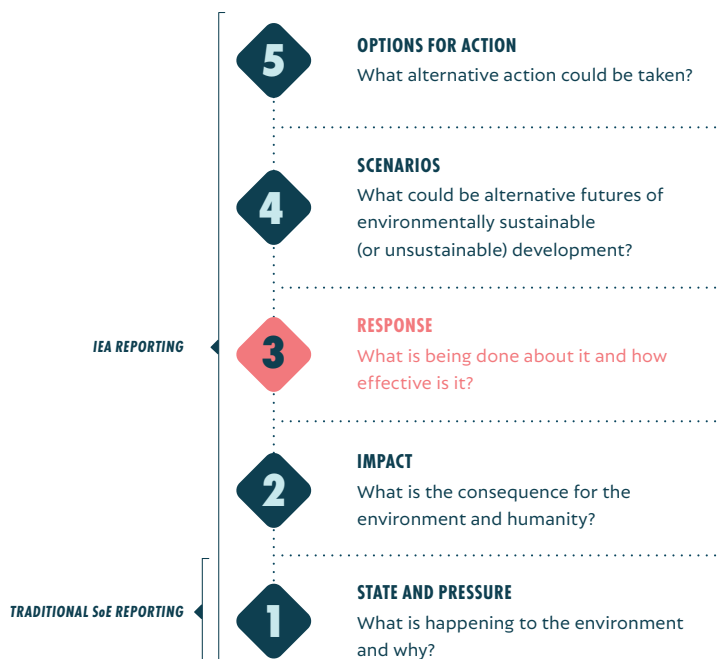 5
OPTIONS FOR ACTION
What alternative action could be taken?
4
SCENARIOS
What could be alternative futures of
environmentally sustainable
(or unsustainable) development?
IEA REPORTING
3
RESPONSE
What is being done about it and how
effective is it?
2
IMPACT
What is the consequence for the
environment and humanity?
TRADITIONAL SoE REPORTING
1
STATE AND PRESSURE
What is happening to the environment
and why?